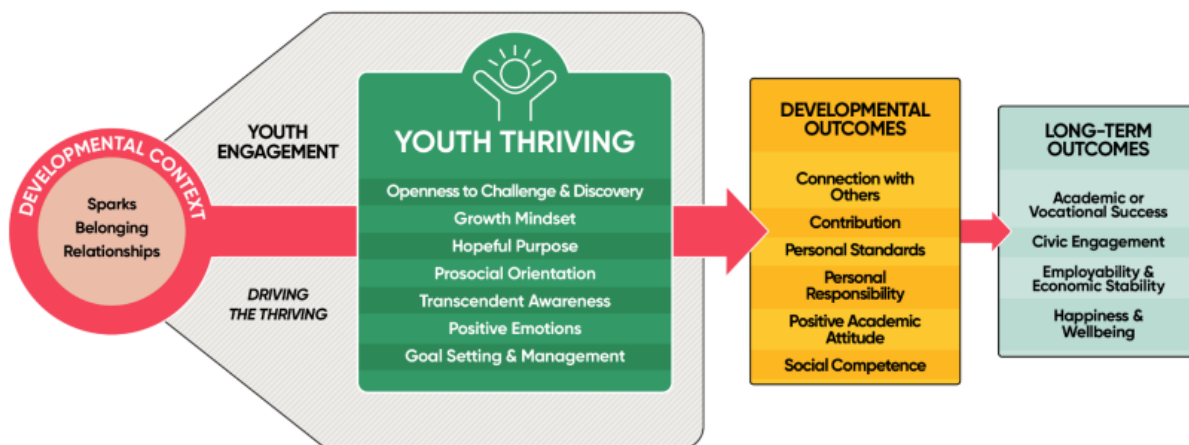 DEVELOPMENTAL CONTEXT
Sparks
Belonging
Relationships
YOUTH
ENGAGEMENT
DRIVING
THE THRIVING
YOUTH THRIVING
Openness to Challenge & Discovery
Growth Mindset
Hopeful Purpose
Prosocial Orientation
Transcendent Awareness
Positive Emotions
Goal Setting & Management
DEVELOPMENTAL
OUTCOMES
Connection with
Others
Contribution
Personal Standards
Personal
Responsibility
Positive Academic
Attitude
Social Competence
LONG-TERM
OUTCOMES
Academic or
Vocational Success
Civic Engagement
Employability &
Economic Stability
Happiness &
Wellbeing